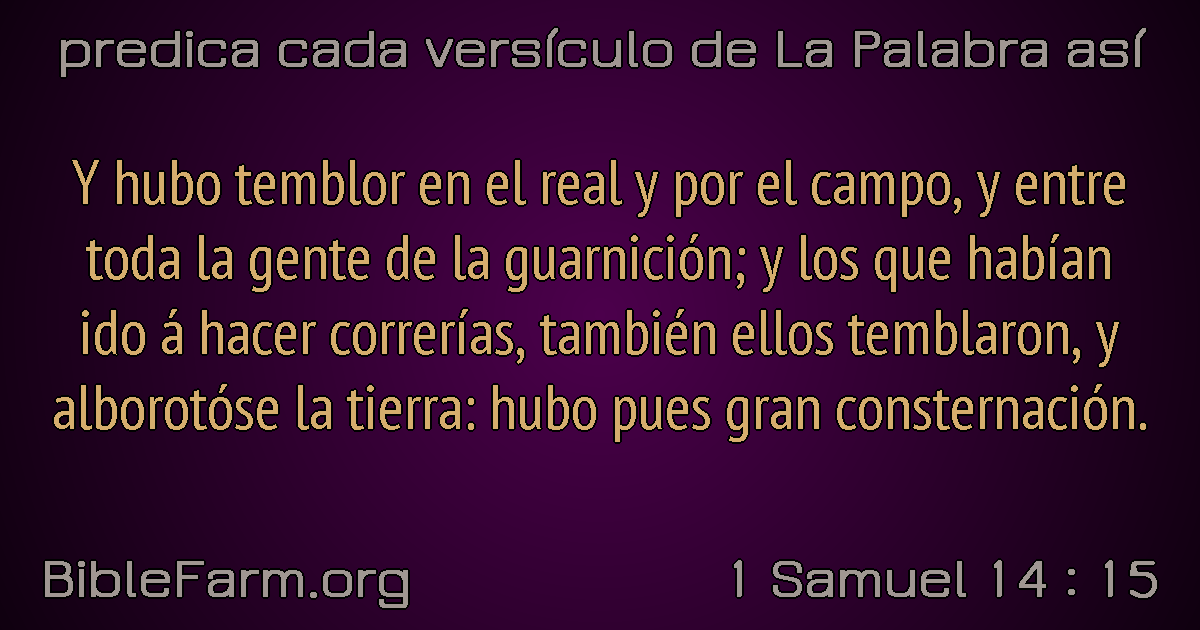 predica cada versículo de La Palabra así
Y hubo temblor en el real y por el campo, y entre
toda la gente de la guarnición; y los que habían
ido á hacer correrías, también ellos temblaron, y
alborotóse la tierra: hubo pues gran consternación.
BibleFarm.org
1 Samuel 14 : 15